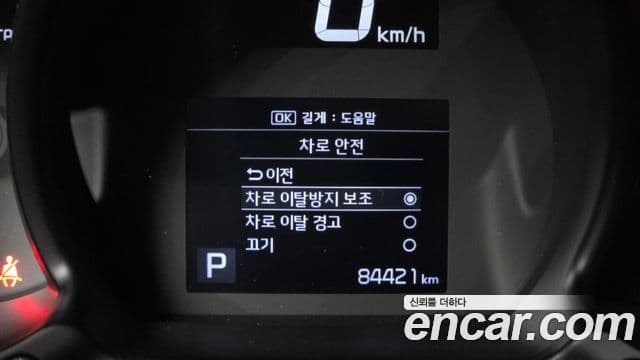 0 km/h
OK 길게 : 도움말
차로 안전
이전
차로 이탈방지 보조
차로 이탈 경고
끄기
P
84421 km
신뢰를 더하다
encar.com